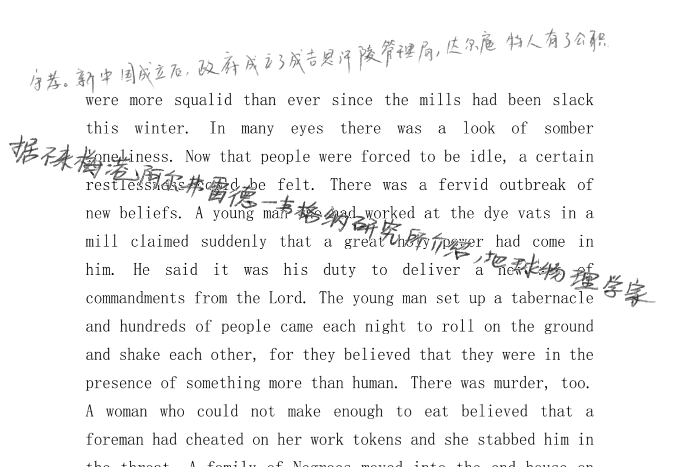 守孝。新中国成立后，政府成立了成吉思汗陵管理局，达尔扈特人有了公职
were more squalid than ever since the mills had been slack
this winter. In many eyes there was a look of somber
据不来梅港阿尔弗雷德—韦格纳研究所介绍，地球物理学家
loneliness. Now that people were forced to be idle, a certain
restlessness could be felt. There was a fervid outbreak of
new beliefs. A young man who had worked at the dye vats in a
mill claimed suddenly that a great holy power had come in
him. He said it was his duty to deliver a new set of
commandments from the Lord. The young man set up a tabernacle
and hundreds of people came each night to roll on the ground
and shake each other, for they believed that they were in the
presence of something more than human. There was murder, too.
A woman who could not make enough to eat believed that a
foreman had cheated on her work tokens and she stabbed him in
the throat. A family of Negroes moved into the end house on